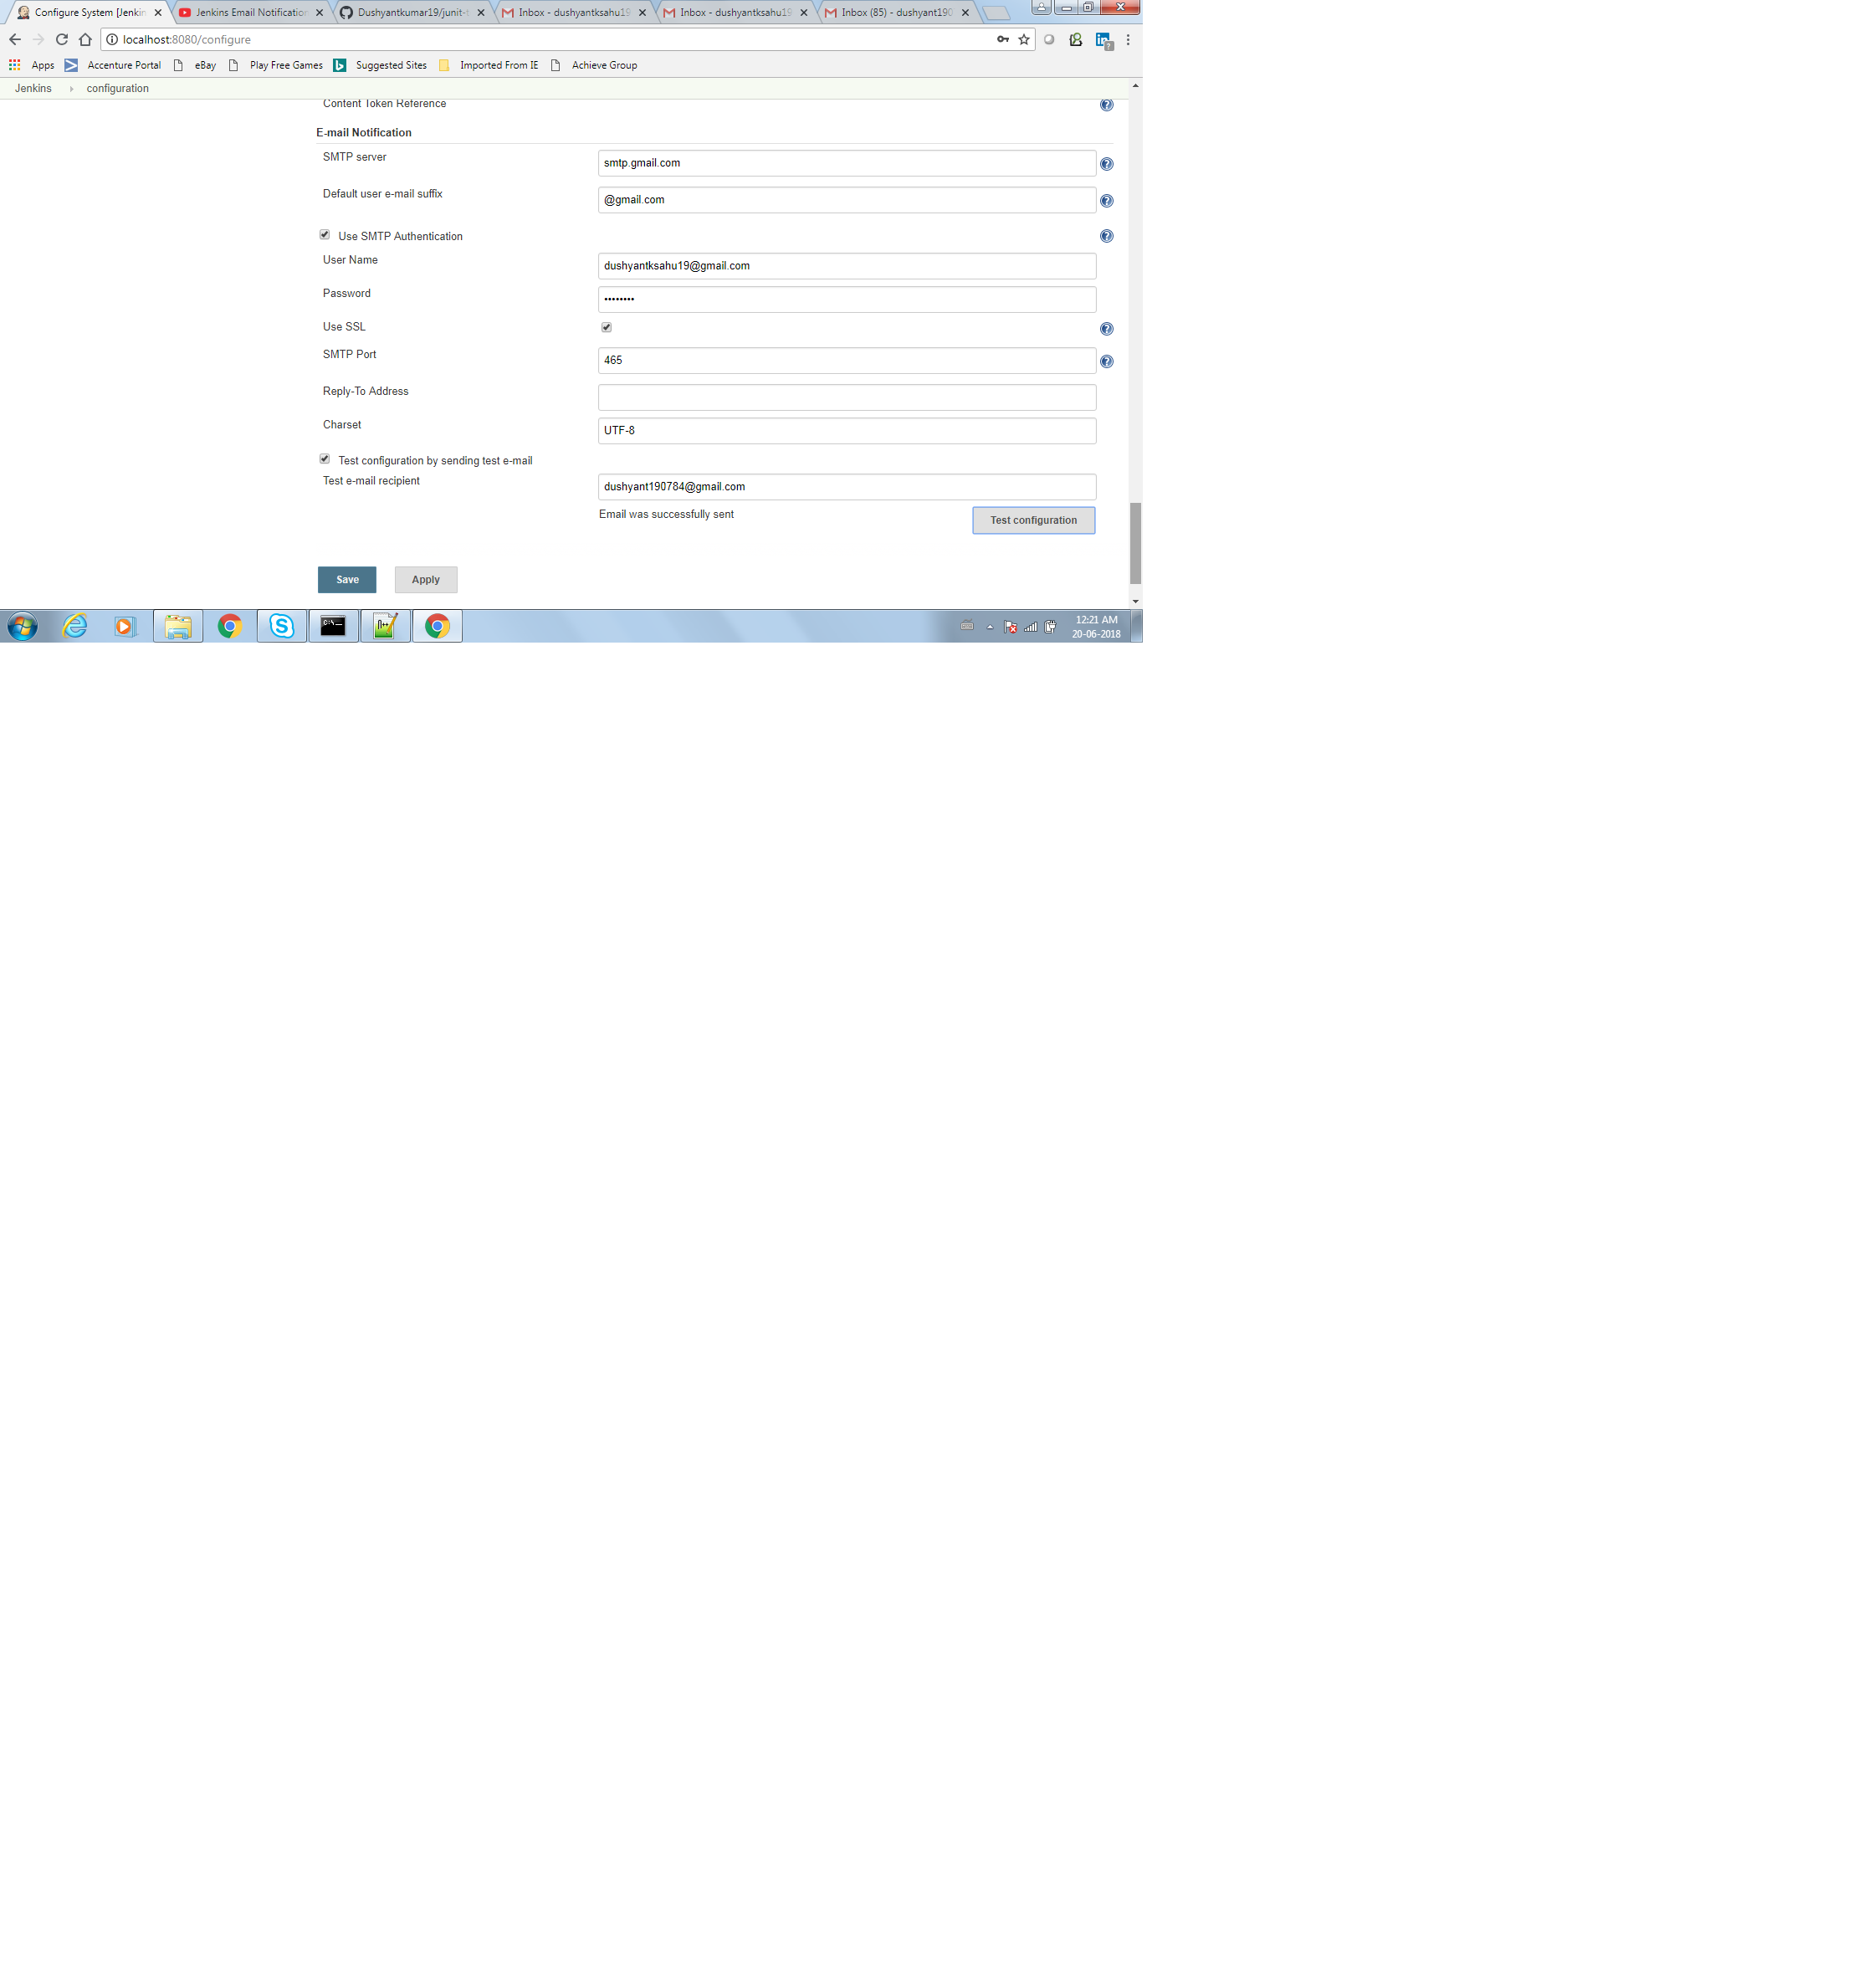 Configure System [Jenkin
Jenkins Email Notification
Dushyantkumar19/junit-t
Inbox - dushyantksahu19
Inbox - dushyantksahu19
Inbox (85) - dushyant190
localhost:8080/configure
Apps
Accenture Portal
eBay
Play Free Games
Suggested Sites
Imported From IE
Achieve Group
Jenkins
configuration
Content Token Reference
E-mail Notification
SMTP server
smtp.gmail.com
Default user e-mail suffix
@gmail.com
Use SMTP Authentication
User Name
dushyantksahu19@gmail.com
Password
••••••••
Use SSL
SMTP Port
465
Reply-To Address
Charset
UTF-8
Test configuration by sending test e-mail
Test e-mail recipient
dushyant190784@gmail.com
Email was successfully sent
Test configuration
Save
Apply
12:21 AM
20-06-2018